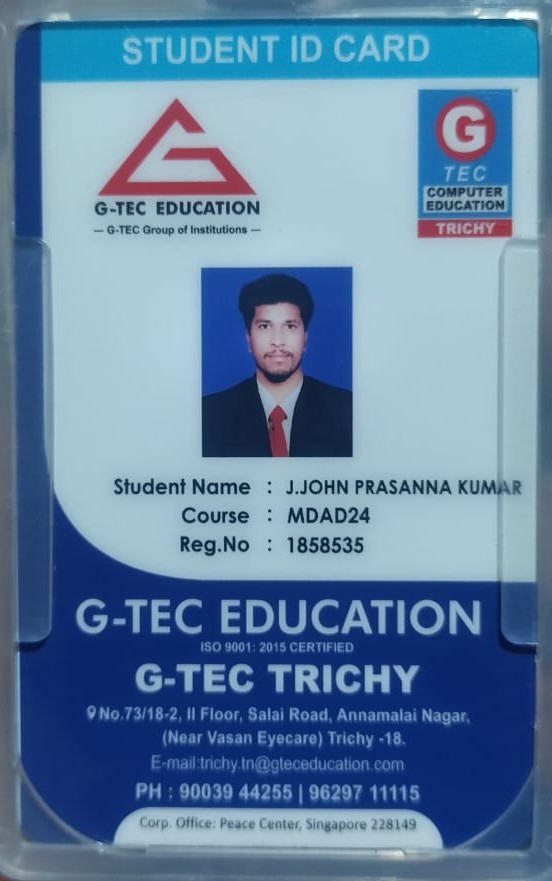 STUDENT ID CARD
G-TEC EDUCATION
— G-TEC Group of Institutions —
G
TEC
COMPUTER
EDUCATION
TRICHY
Student Name : J.JOHN PRASANNA KUMAR
Course : MDAD24
Reg.No : 1858535
G-TEC EDUCATION
ISO 9001: 2015 CERTIFIED
G-TEC TRICHY
No.73/18-2, II Floor, Salai Road, Annamalai Nagar,
(Near Vasan Eyecare) Trichy -18.
E-mail:trichy.tn@gteceducation.com
PH : 90039 44255 | 96297 11115
Corp. Office: Peace Center, Singapore 228149